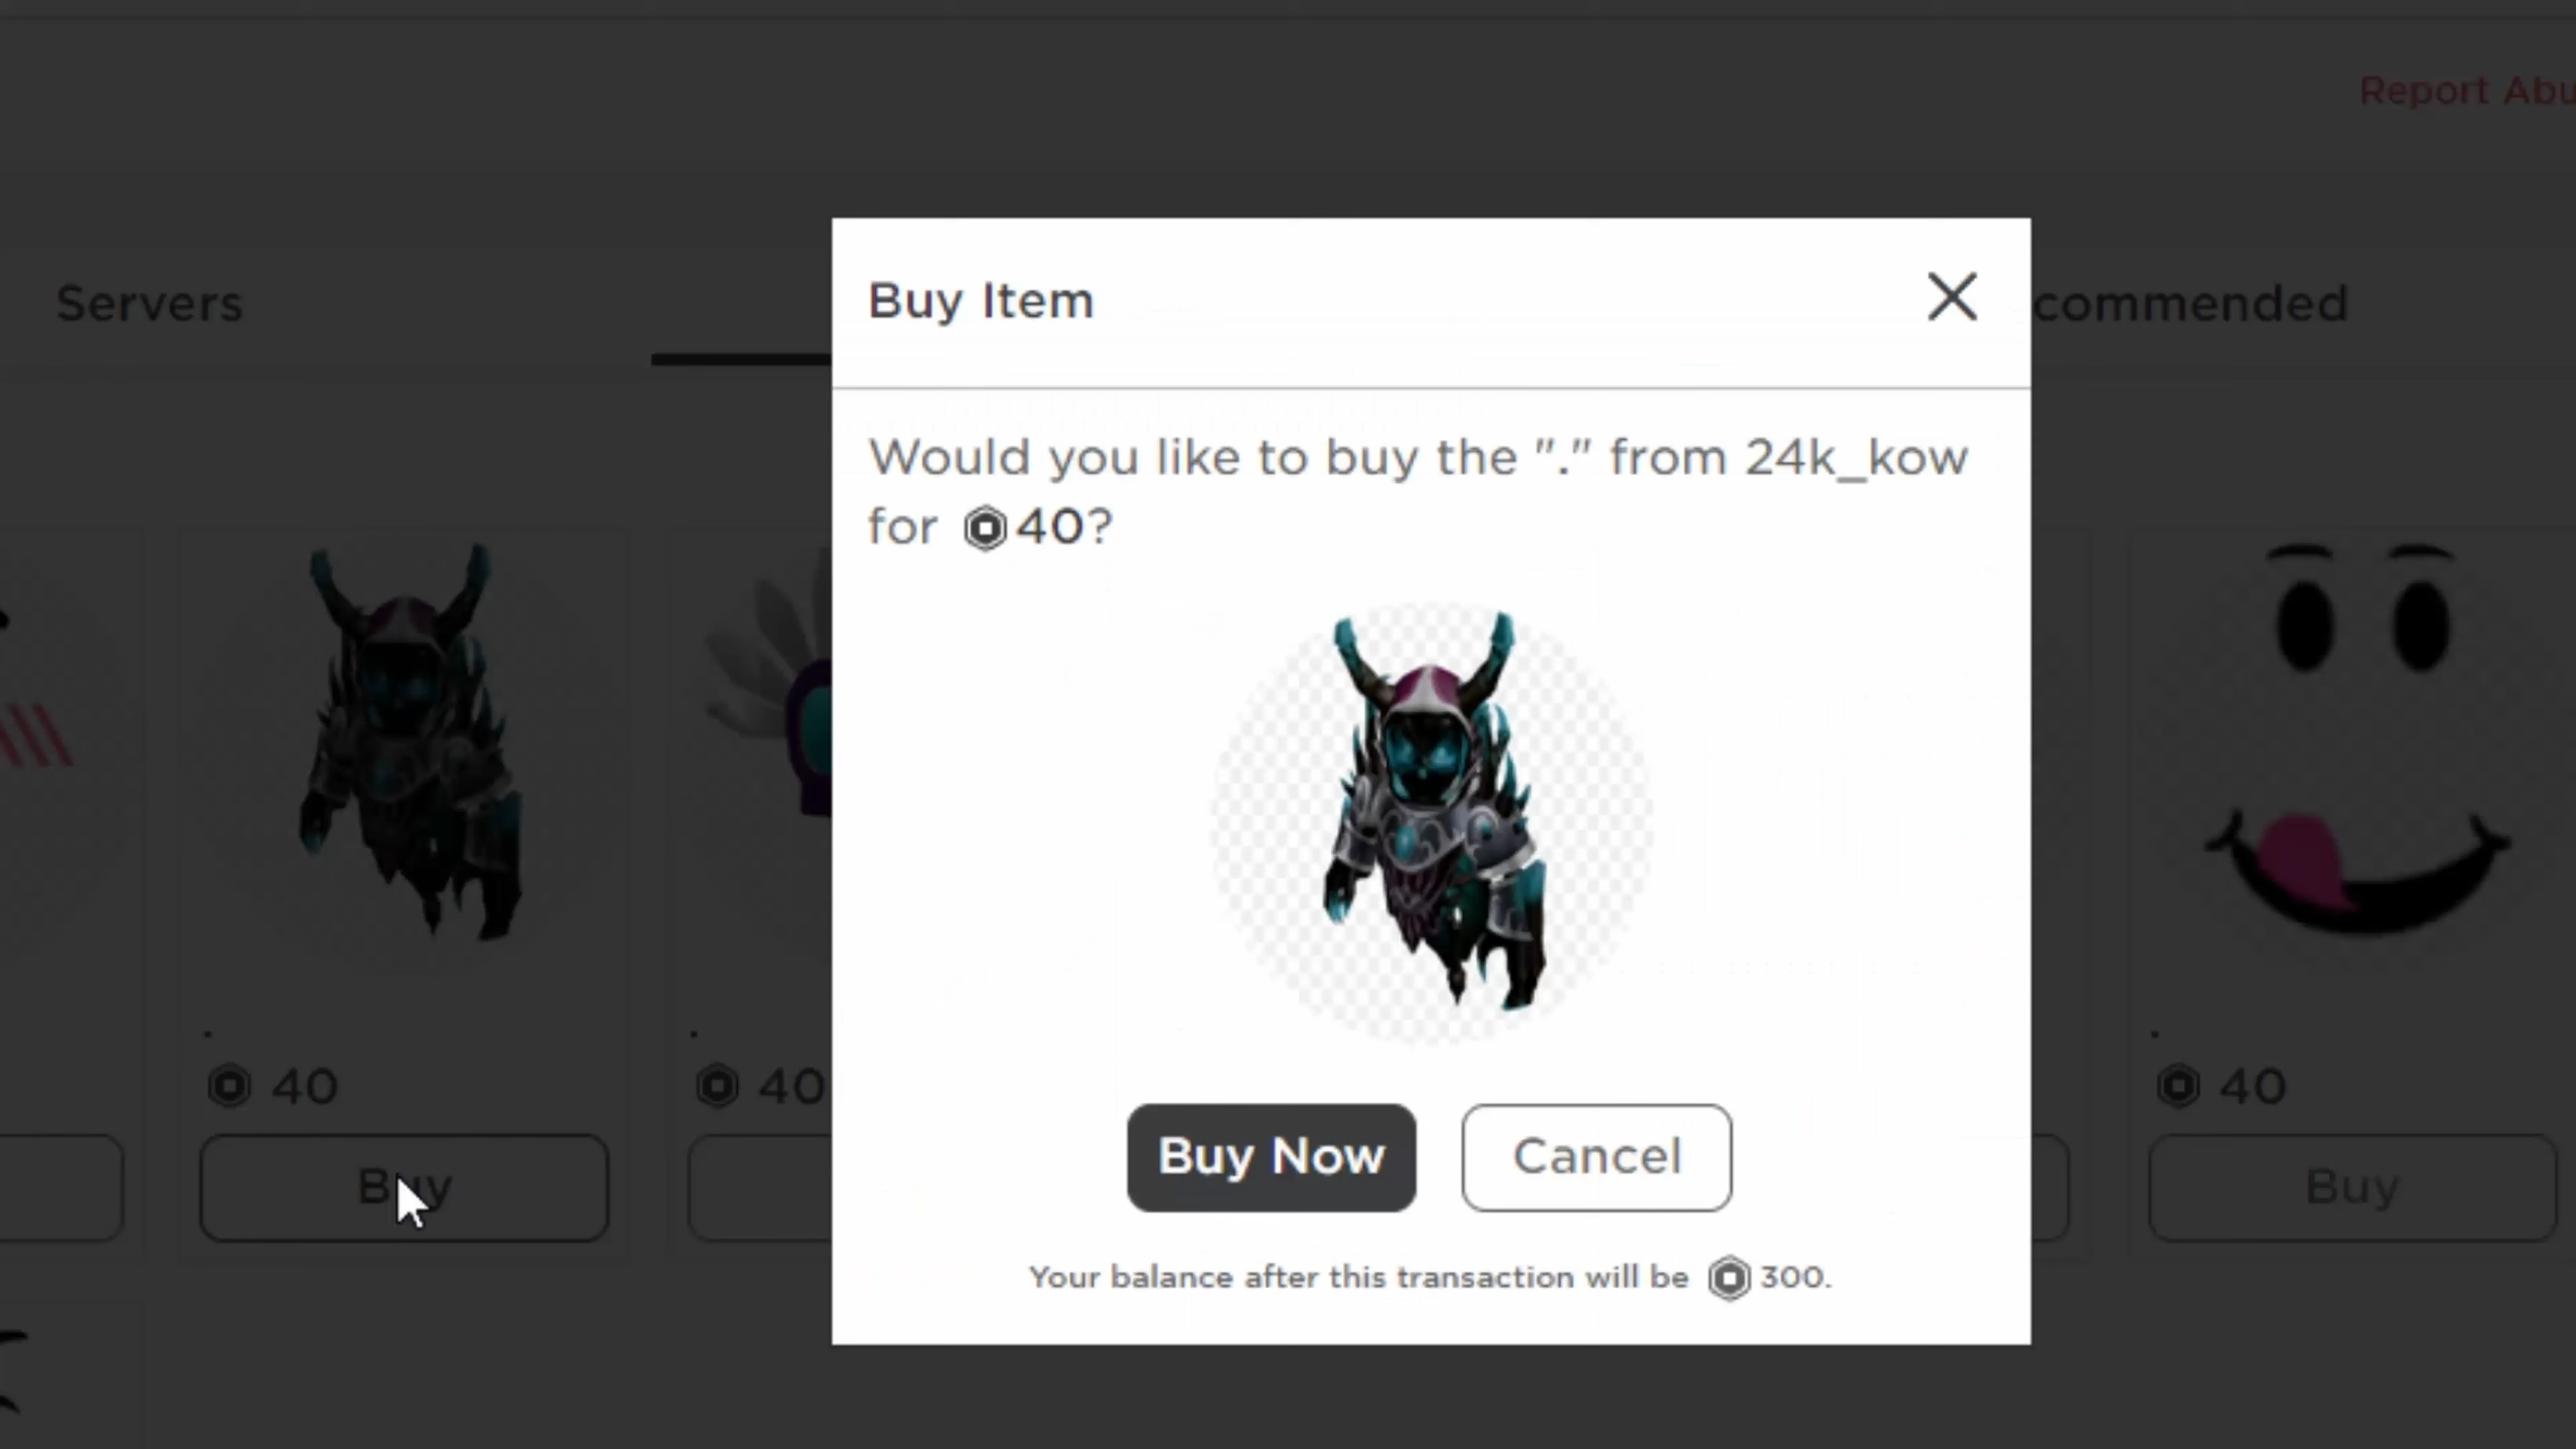 Report Abu
Servers
commended
Buy Item
Would you like to buy the "." from 24k_kow
for 40?
.
40
Buy
.
40
.
40
Buy
Buy Now
Cancel
Your balance after this transaction will be 300.